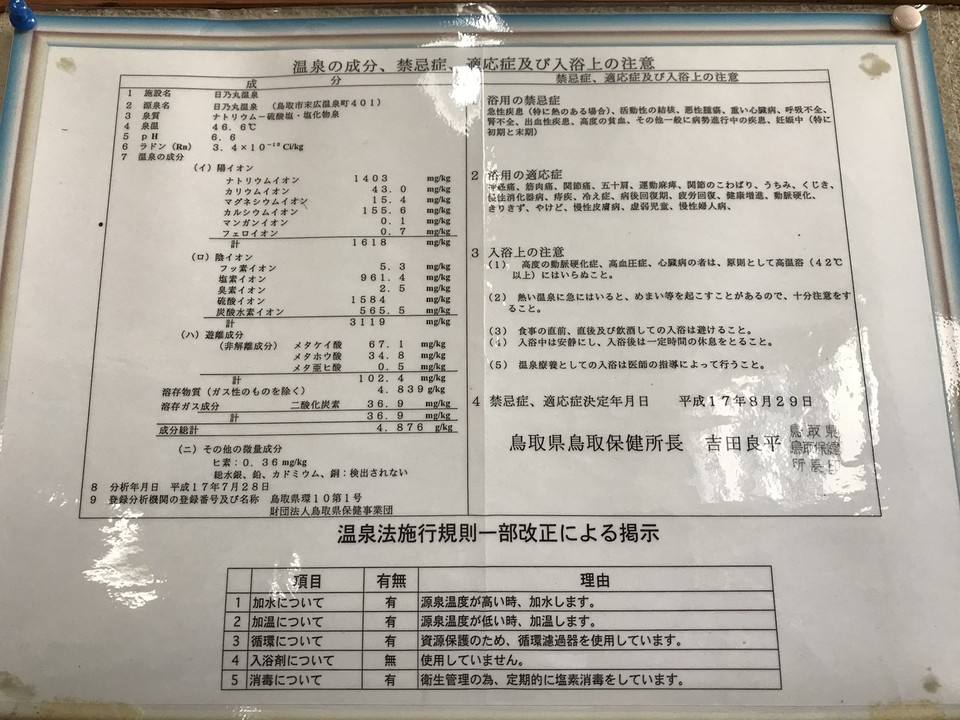 温泉の成分、禁忌症、適応症及び入浴上の注意
成 分
1 施設名 日乃丸温泉
2 源泉名 日乃丸温泉 (鳥取市末広温泉町401)
3 泉質 ナトリウム-硫酸塩・塩化物泉
4 泉温 46.6℃
5 pH 6.6
6 ラドン(Rn) 3.4×10⁻¹⁰Ci/kg
7 温泉の成分
(イ)陽イオン
ナトリウムイオン 1403 mg/kg
カリウムイオン 43.0 mg/kg
マグネシウムイオン 15.4 mg/kg
カルシウムイオン 155.6 mg/kg
マンガンイオン 0.1 mg/kg
フェロイオン 0.7 mg/kg
計 1618 mg/kg
(ロ)陰イオン
フッ素イオン 5.3 mg/kg
塩素イオン 961.4 mg/kg
臭素イオン 2.5 mg/kg
硫酸イオン 1584 mg/kg
炭酸水素イオン 565.5 mg/kg
計 3119 mg/kg
(ハ)遊離成分
(非解離成分) メタケイ酸 67.1 mg/kg
メタホウ酸 34.8 mg/kg
メタ亜ヒ酸 0.5 mg/kg
計 102.4 mg/kg
溶存物質(ガス性のものを除く) 4.839 g/kg
溶存ガス成分 二酸化炭素 36.9 mg/kg
計 36.9 mg/kg
成分総計 4.876 g/kg
(ニ)その他の微量成分
ヒ素:0.36mg/kg
総水銀、鉛、カドミウム、銅:検出されない
8 分析年月日 平成17年7月28日
9 登録分析機関の登録番号及び名称 鳥取県環10第1号
財団法人鳥取県保健事業団
禁忌症、適応症及び入浴上の注意
浴用の禁忌症
急性疾患(特に熱のある場合)、活動性の結核、悪性腫瘍、重い心臓病、呼吸不全、
腎不全、出血性疾患、高度の貧血、その他一般に病勢進行中の疾患、妊娠中(特に
初期と末期)
2 浴用の適応症
神経痛、筋肉痛、関節痛、五十肩、運動麻痺、関節のこわばり、うちみ、くじき、
慢性消化器病、痔疾、冷え症、病後回復期、疲労回復、健康増進、動脈硬化、
きりきず、やけど、慢性皮膚病、虚弱児童、慢性婦人病、
3 入浴上の注意
(1) 高度の動脈硬化症、高血圧症、心臓病の者は、原則として高温浴(42℃
以上)にはいらぬこと。
(2) 熱い温泉に急にはいると、めまい等を起こすことがあるので、十分注意をす
ること。
(3) 食事の直前、直後及び飲酒しての入浴は避けること。
(4) 入浴中は安静にし、入浴後は一定時間の休息をとること。
(5) 温泉療養としての入浴は医師の指導によって行うこと。
4 禁忌症、適応症決定年月日 平成17年8月29日
鳥取県鳥取保健所長 吉田良平
鳥取県
鳥取保健
所長印
温泉法施行規則一部改正による掲示
項目 有無 理由
1 加水について 有 源泉温度が高い時、加水します。
2 加温について 有 源泉温度が低い時、加温します。
3 循環について 有 資源保護のため、循環濾過器を使用しています。
4 入浴剤について 無 使用していません。
5 消毒について 有 衛生管理の為、定期的に塩素消毒をしています。